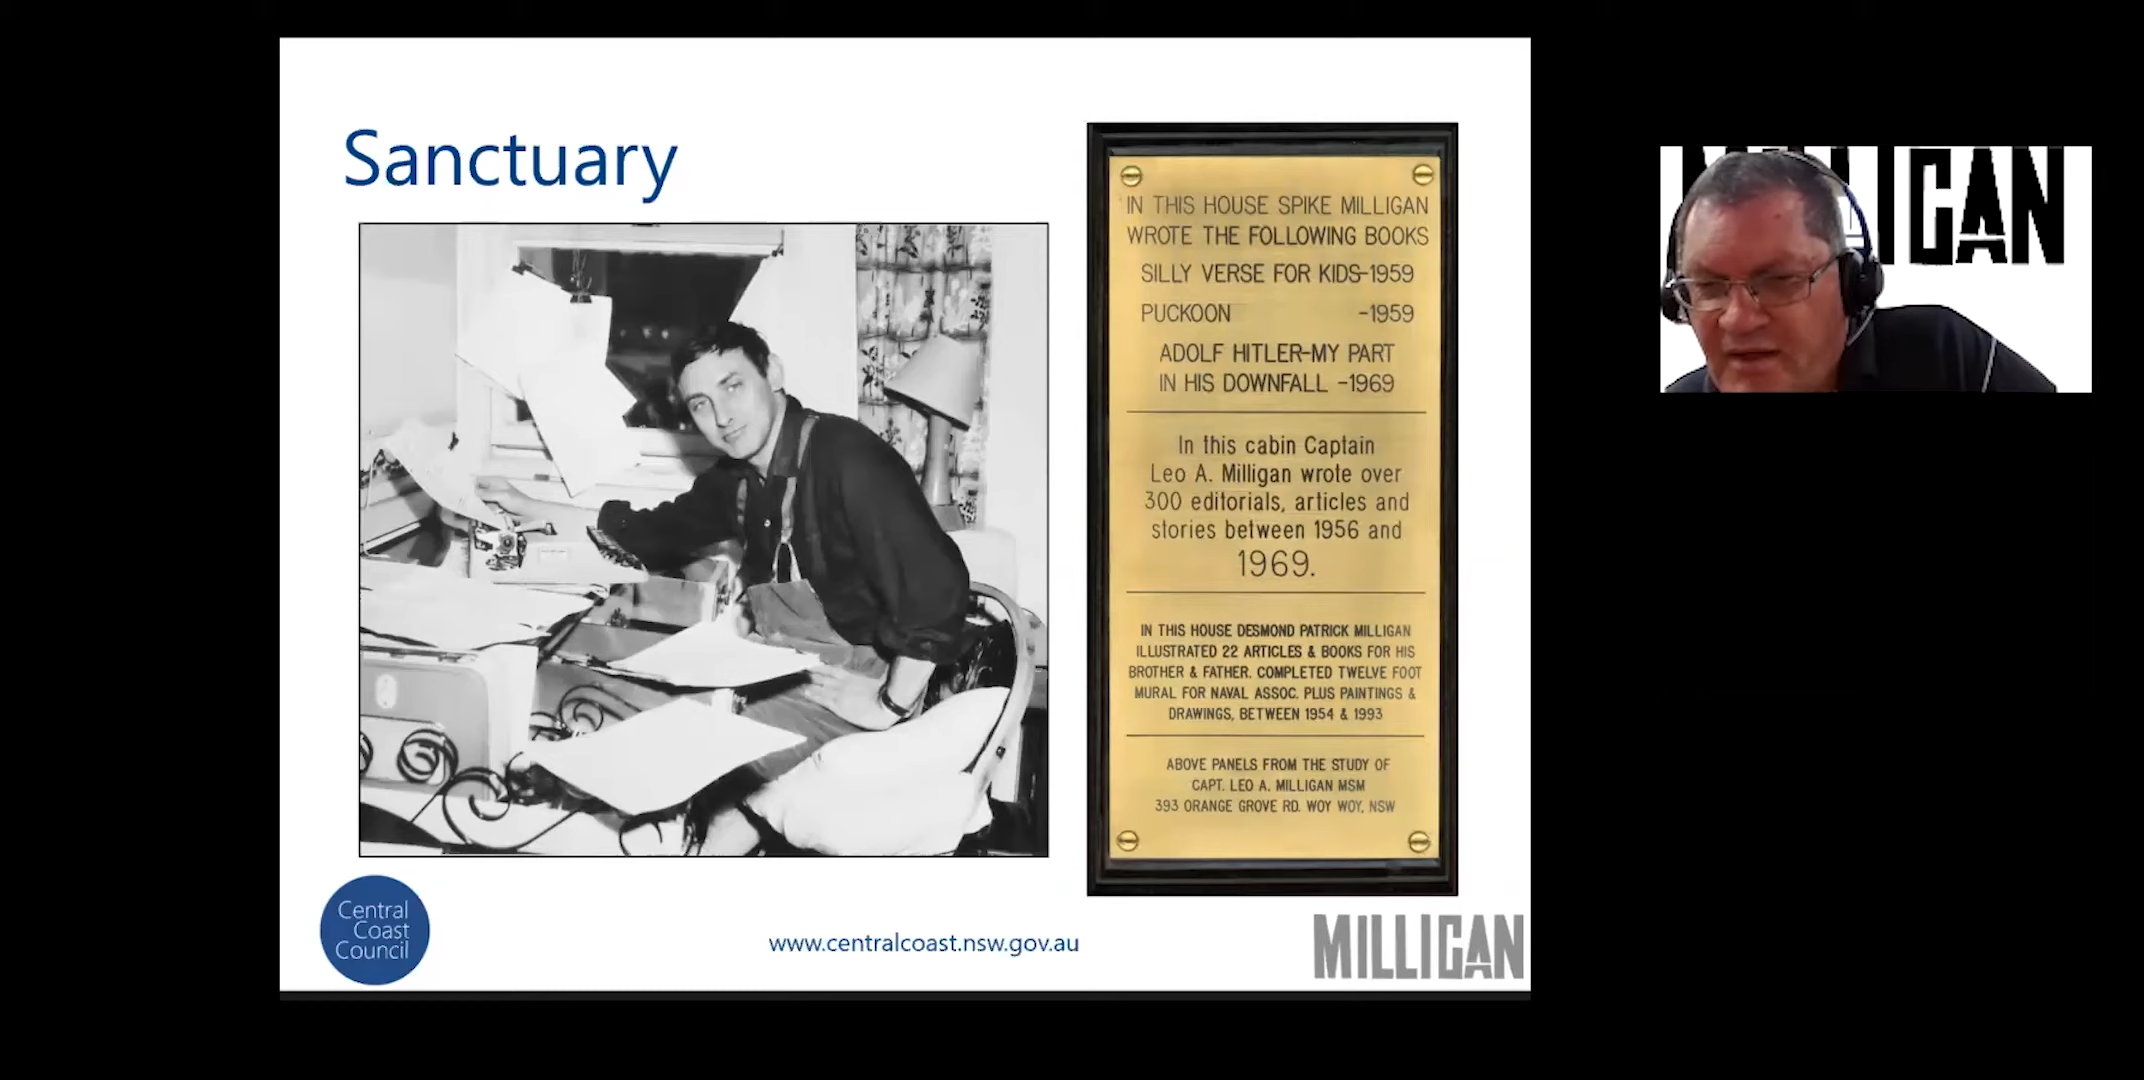 Sanctuary
IN THIS HOUSE SPIKE MILLIGAN
WROTE THE FOLLOWING BOOKS
SILLY VERSE FOR KIDS-1959
PUCKOON -1959
ADOLF HITLER-MY PART
IN HIS DOWNFALL -1969
In this cabin Captain
Leo A. Milligan wrote over
300 editorials, articles and
stories between 1956 and
1969.
IN THIS HOUSE DESMOND PATRICK MILLIGAN
ILLUSTRATED 22 ARTICLES & BOOKS FOR HIS
BROTHER & FATHER. COMPLETED TWELVE FOOT
MURAL FOR NAVAL ASSOC. PLUS PAINTINGS &
DRAWINGS, BETWEEN 1954 & 1993
ABOVE PANELS FROM THE STUDY OF
CAPT. LEO A. MILLIGAN MSM
393 ORANGE GROVE RD. WOY WOY, NSW
Central
Coast
Council
www.centralcoast.nsw.gov.au
MILLIGAN
MILLIGAN